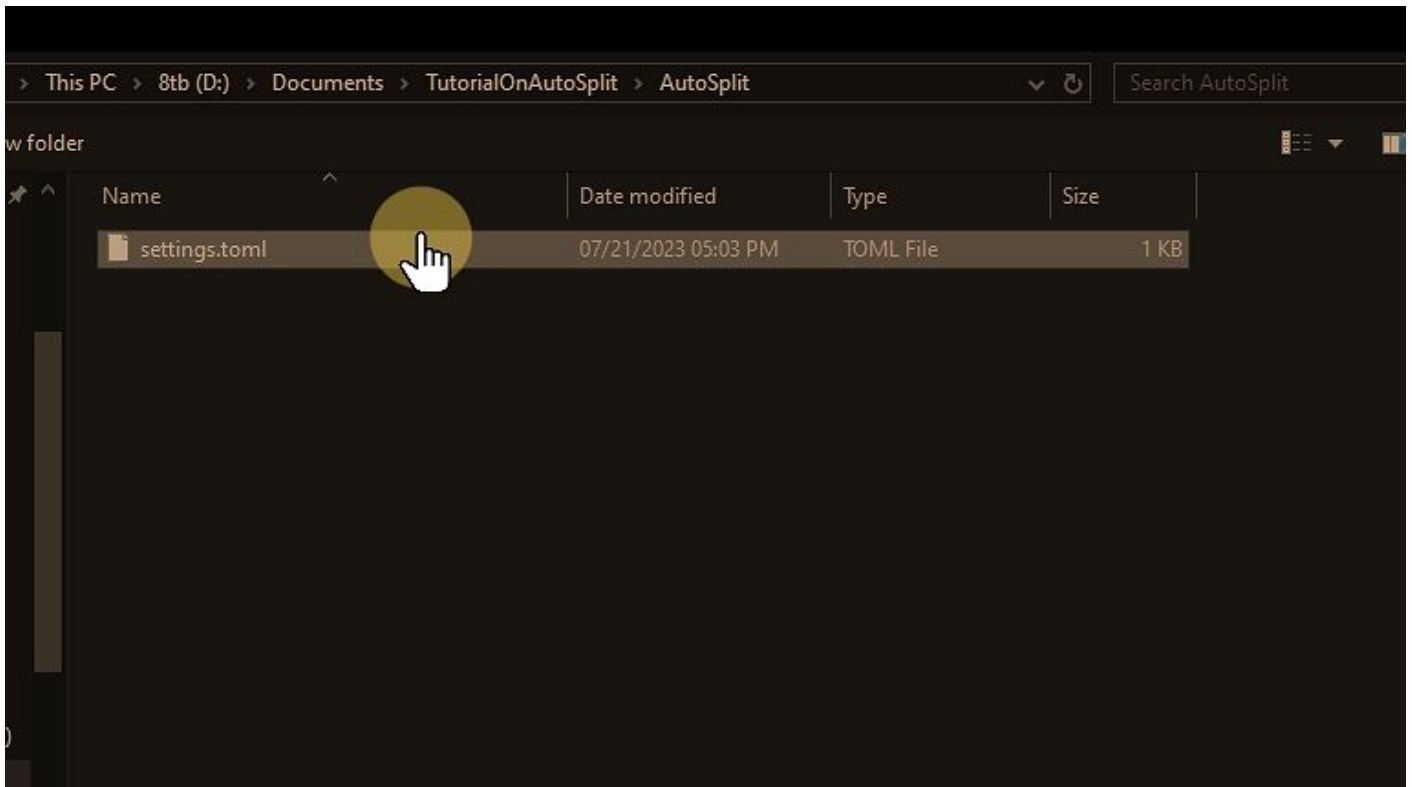 > This PC > 8tb (D:) > Documents > TutorialOnAutoSplit > AutoSplit Search AutoSplit
w folder
Name Date modified Type Size
settings.toml 07/21/2023 05:03 PM TOML File 1 KB
)